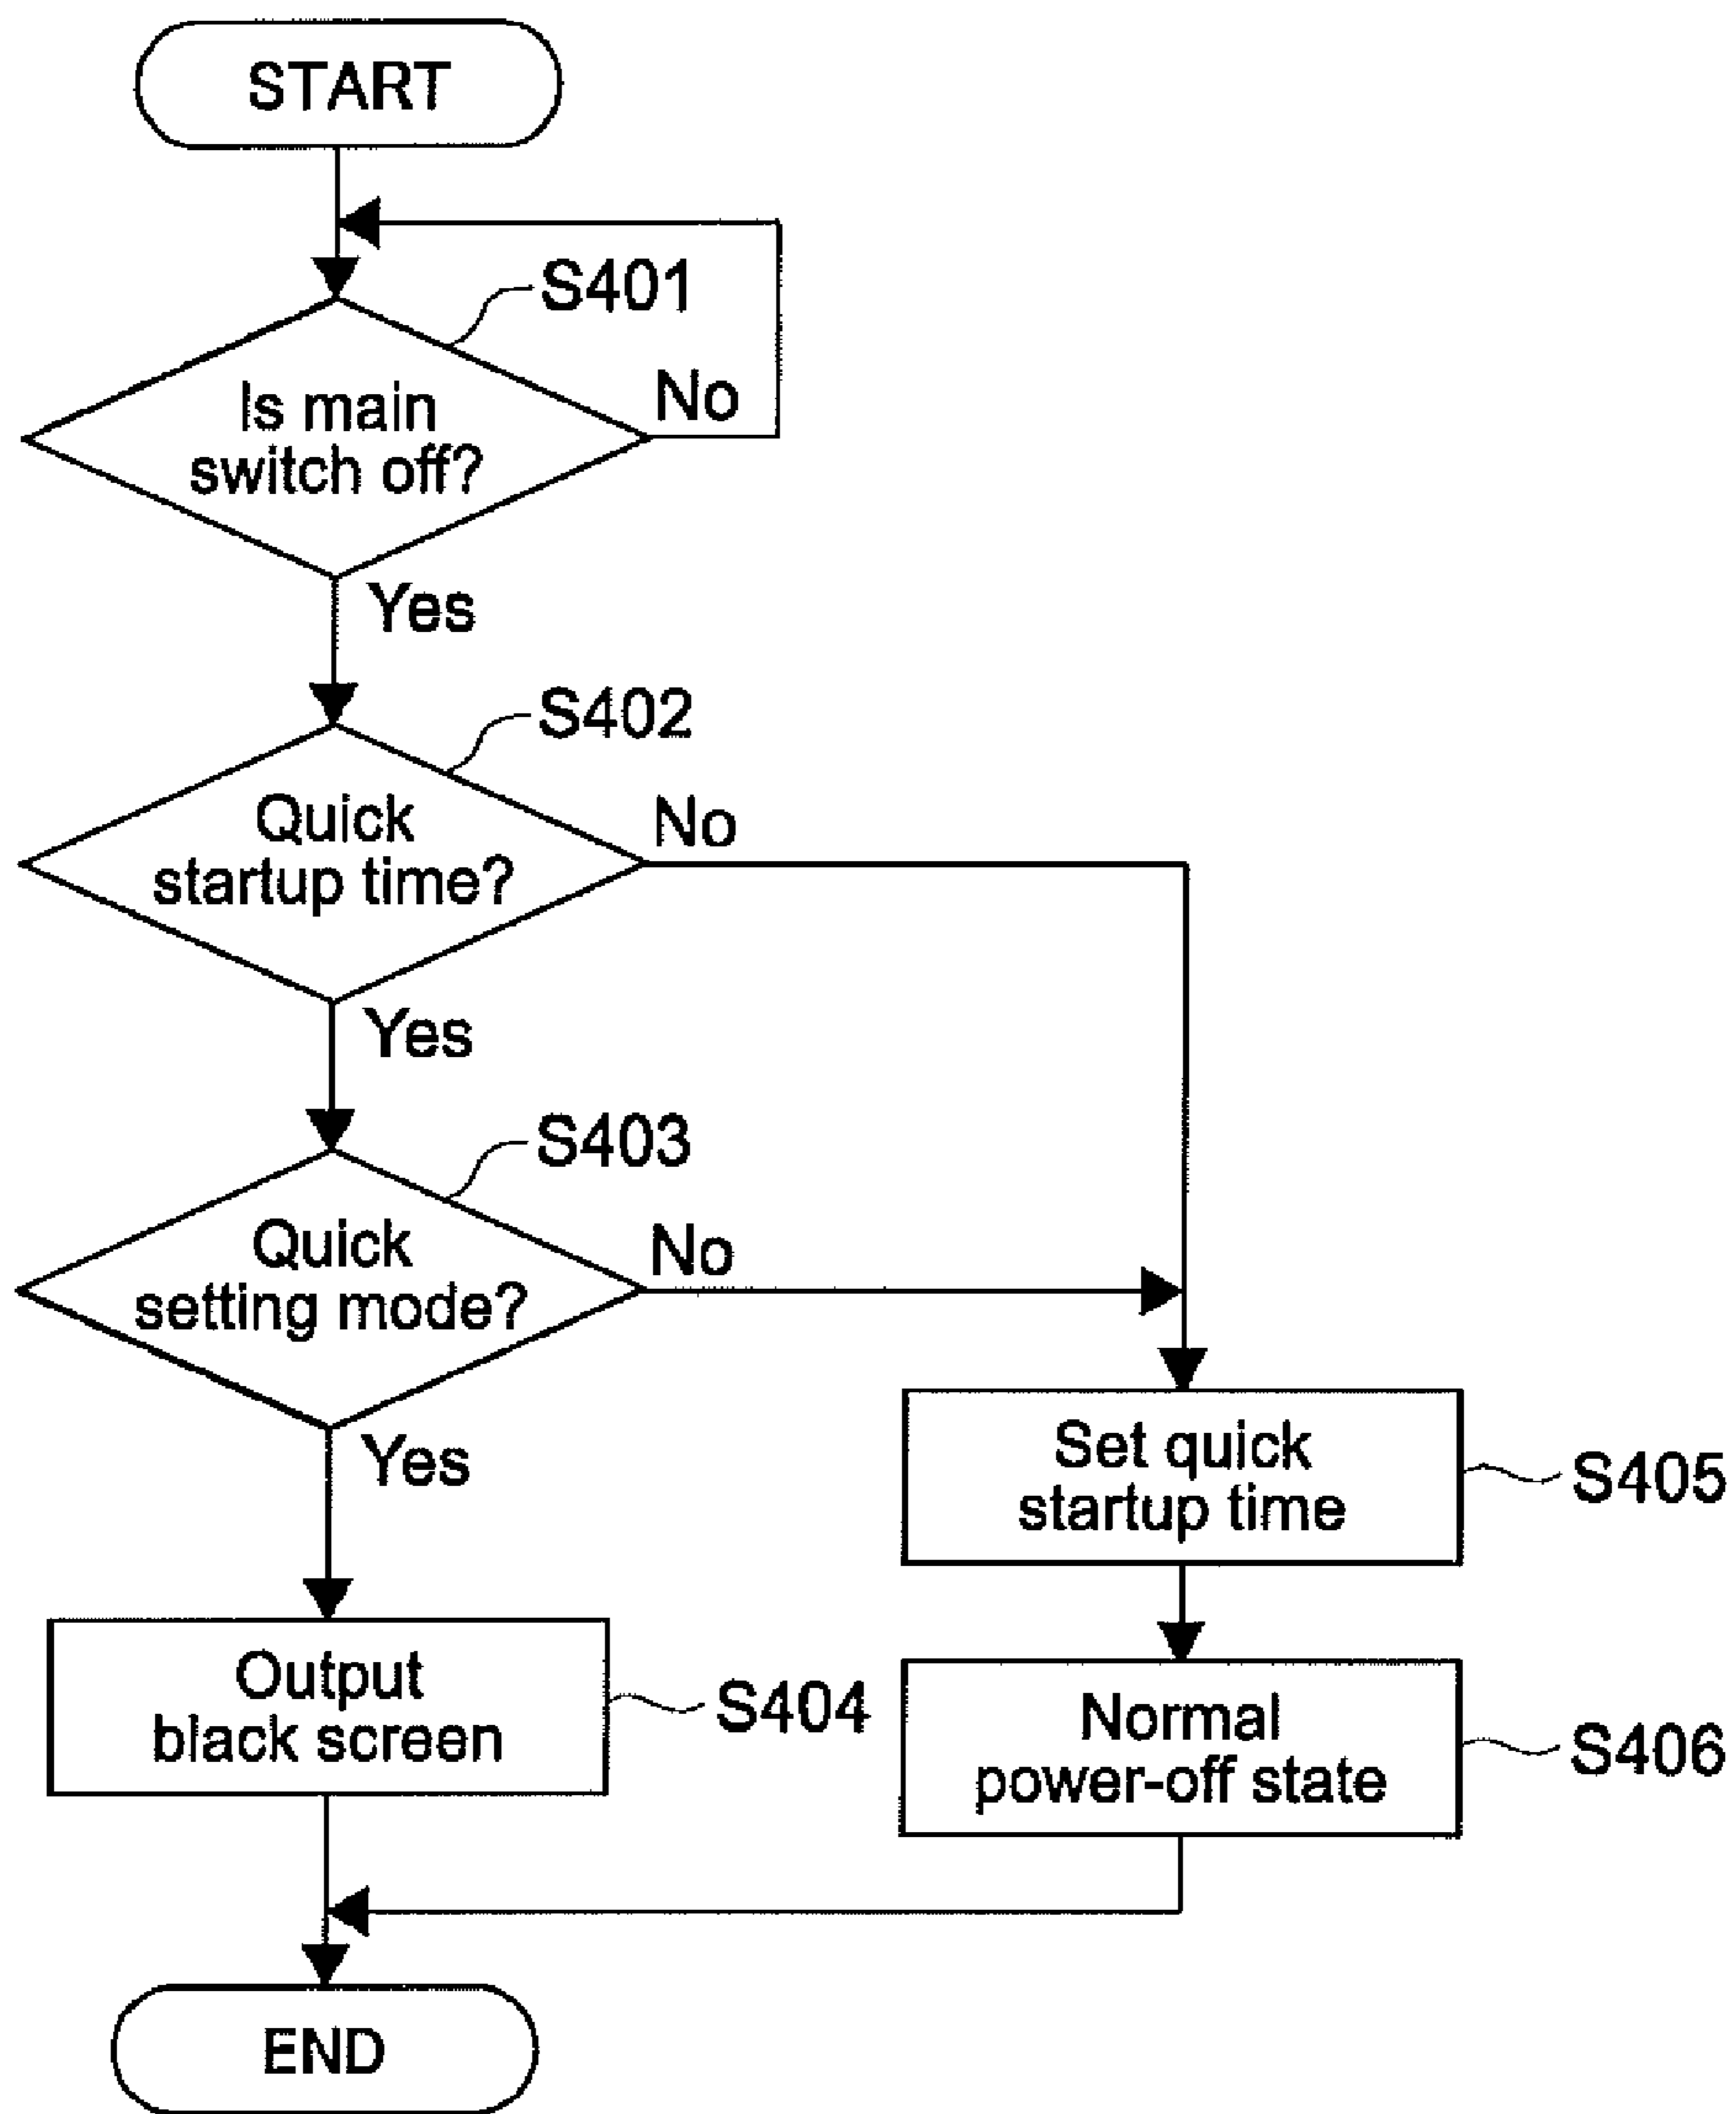 START
S401
Is main
switch off?
No
Yes
S402
Quick
startup time?
No
Yes
S403
Quick
setting mode?
No
Yes
Set quick
startup time
S405
Output
black screen
S404
Normal
power-off state
S406
END